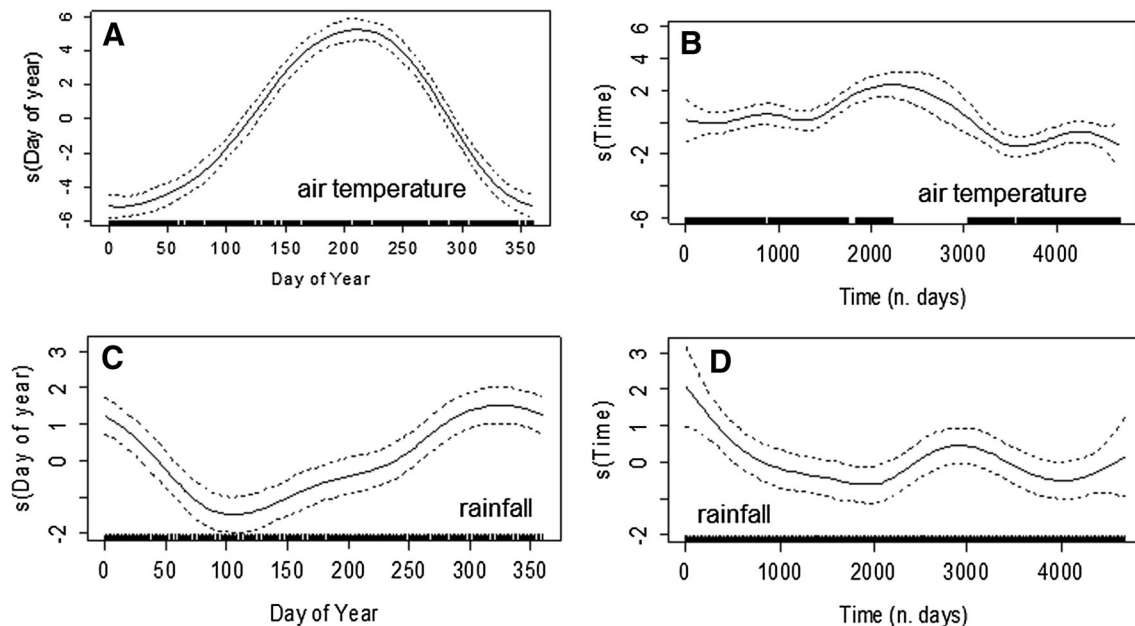 A
s(Day of year)
6
4
2
0
-2
-4
-6
air temperature
0 50 100 150 200 250 300 350
Day of Year
B
s(Time)
6
2
-2
-6
air temperature
0 1000 2000 3000 4000
Time (n. days)
C
s(Day of year)
3
2
1
0
-2
rainfall
0 50 100 150 200 250 300 350
Day of Year
D
s(Time)
3
2
1
0
-2
rainfall
0 1000 2000 3000 4000
Time (n. days)